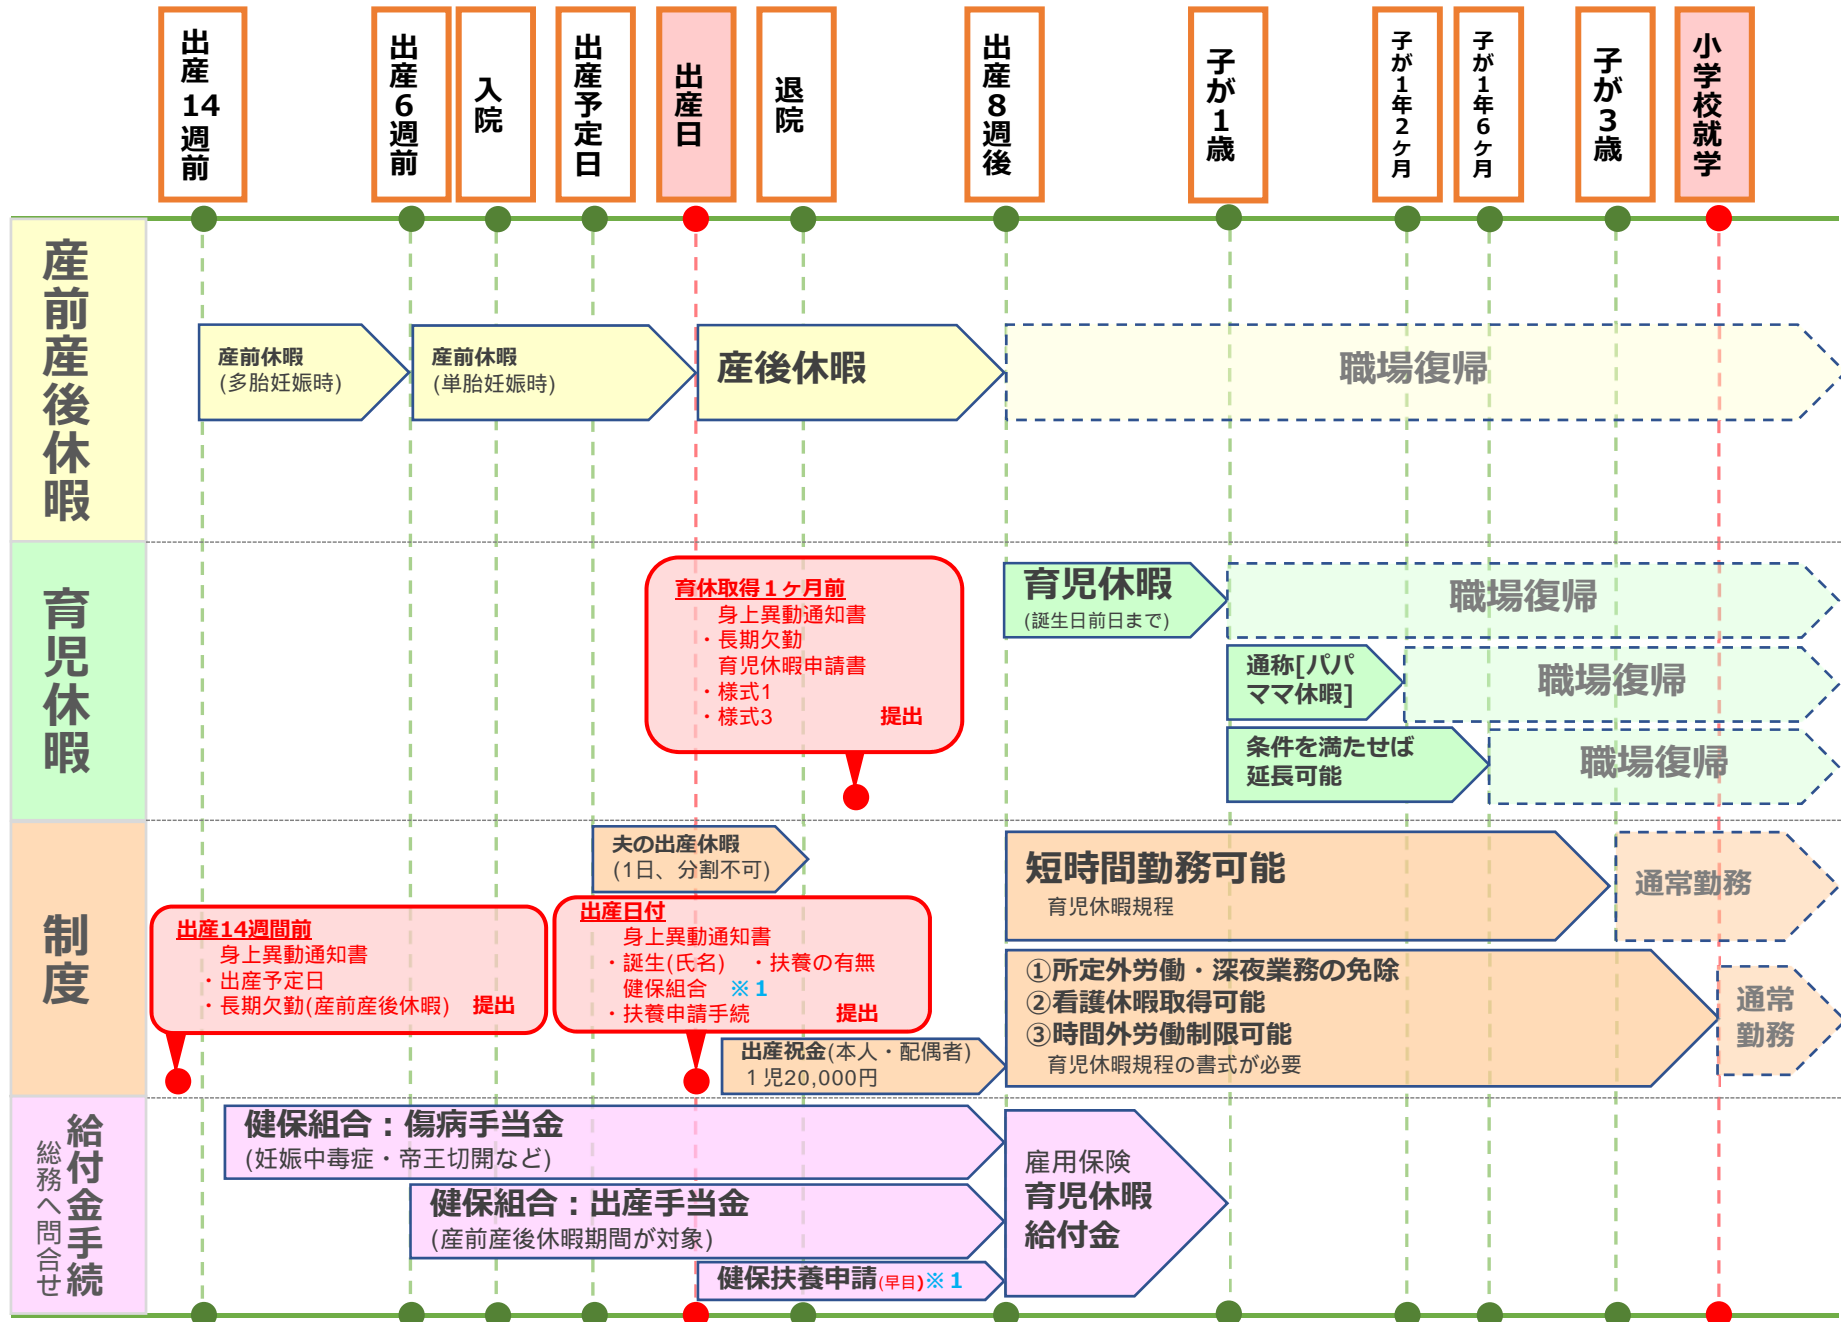 出産14週前
出産6週前
入院
出産予定日
出産日
退院
出産8週後
子が1歳
子が1年2ヶ月
子が1年6ヶ月
子が3歳
小学校就学
産前産後休暇
産前休暇
(多胎妊娠時)
産前休暇
(単胎妊娠時)
産後休暇
職場復帰
育児休暇
育休取得１ヶ月前
身上異動通知書
・長期欠勤
育児休暇申請書
・様式1
・様式3 提出
育児休暇
(誕生日前日まで)
職場復帰
通称[パパ
ママ休暇]
職場復帰
条件を満たせば
延長可能
職場復帰
制度
夫の出産休暇
(1日、分割不可)
出産14週間前
身上異動通知書
・出産予定日
・長期欠勤(産前産後休暇) 提出
出産日付
身上異動通知書
・誕生(氏名) ・扶養の有無
健保組合 ※１
・扶養申請手続 提出
出産祝金(本人・配偶者)
１児20,000円
短時間勤務可能
育児休暇規程
通常勤務
①所定外労働・深夜業務の免除
②看護休暇取得可能
③時間外労働制限可能
育児休暇規程の書式が必要
通常
勤務
給付金手続
総務へ問合せ
健保組合：傷病手当金
(妊娠中毒症・帝王切開など)
健保組合：出産手当金
(産前産後休暇期間が対象)
健保扶養申請(早目)※１
雇用保険
育児休暇
給付金